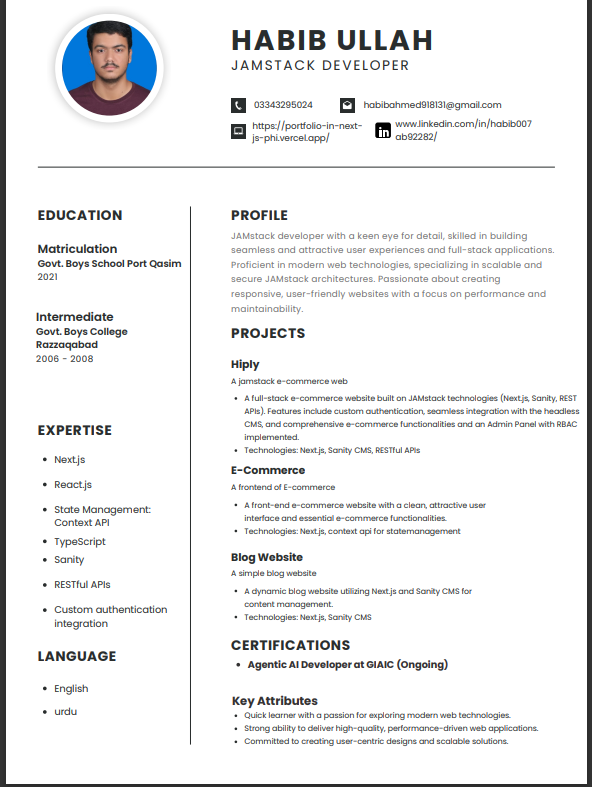 HABIB ULLAH
JAMSTACK DEVELOPER
03343295024
habibahmed918131@gmail.com
https://portfolio-in-next-
js-phi.vercel.app/
www.linkedin.com/in/habib007
ab92282/
EDUCATION
Matriculation
Govt. Boys School Port Qasim
2021
Intermediate
Govt. Boys College
Razzaqabad
2006 - 2008
EXPERTISE
• Next.js
• React.js
• State Management:
Context API
• TypeScript
• Sanity
• RESTful APIs
• Custom authentication
integration
LANGUAGE
• English
• urdu
PROFILE
JAMstack developer with a keen eye for detail, skilled in building
seamless and attractive user experiences and full-stack applications.
Proficient in modern web technologies, specializing in scalable and
secure JAMstack architectures. Passionate about creating
responsive, user-friendly websites with a focus on performance and
maintainability.
PROJECTS
Hiply
A jamstack e-commerce web
• A full-stack e-commerce website built on JAMstack technologies (Next.js, Sanity, REST
APIs). Features include custom authentication, seamless integration with the headless
CMS, and comprehensive e-commerce functionalities and an Admin Panel with RBAC
implemented.
• Technologies: Next.js, Sanity CMS, RESTful APIs
E-Commerce
A frontend of E-commerce
• A front-end e-commerce website with a clean, attractive user
interface and essential e-commerce functionalities.
• Technologies: Next.js, context api for statemanagement
Blog Website
A simple blog website
• A dynamic blog website utilizing Next.js and Sanity CMS for
content management.
• Technologies: Next.js, Sanity CMS
CERTIFICATIONS
• Agentic AI Developer at GIAIC (Ongoing)
Key Attributes
• Quick learner with a passion for exploring modern web technologies.
• Strong ability to deliver high-quality, performance-driven web applications.
• Committed to creating user-centric designs and scalable solutions.